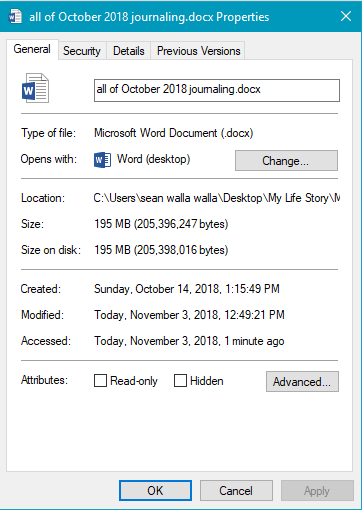 all of October 2018 journaling.docx Properties
General Security Details Previous Versions
all of October 2018 journaling.docx
Type of file: Microsoft Word Document (.docx)
Opens with: Word (desktop) Change...
Location: C:\Users\sean walla walla\Desktop\My Life Story\M
Size: 195 MB (205,396,247 bytes)
Size on disk: 195 MB (205,398,016 bytes)
Created: Sunday, October 14, 2018, 1:15:49 PM
Modified: Today, November 3, 2018, 12:49:21 PM
Accessed: Today, November 3, 2018, 1 minute ago
Attributes: Read-only Hidden Advanced...
OK Cancel Apply